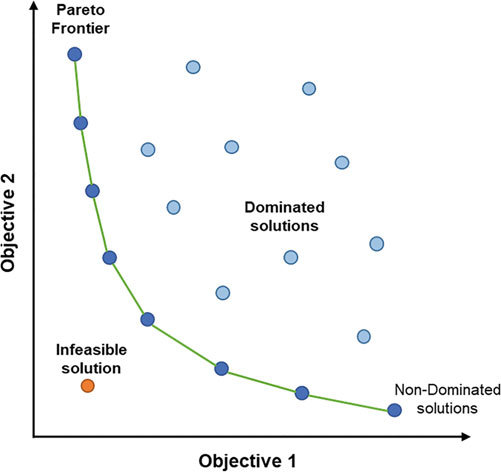 Pareto
Frontier
Objective 2
Dominated
solutions
Infeasible
solution
Non-Dominated
solutions
Objective 1